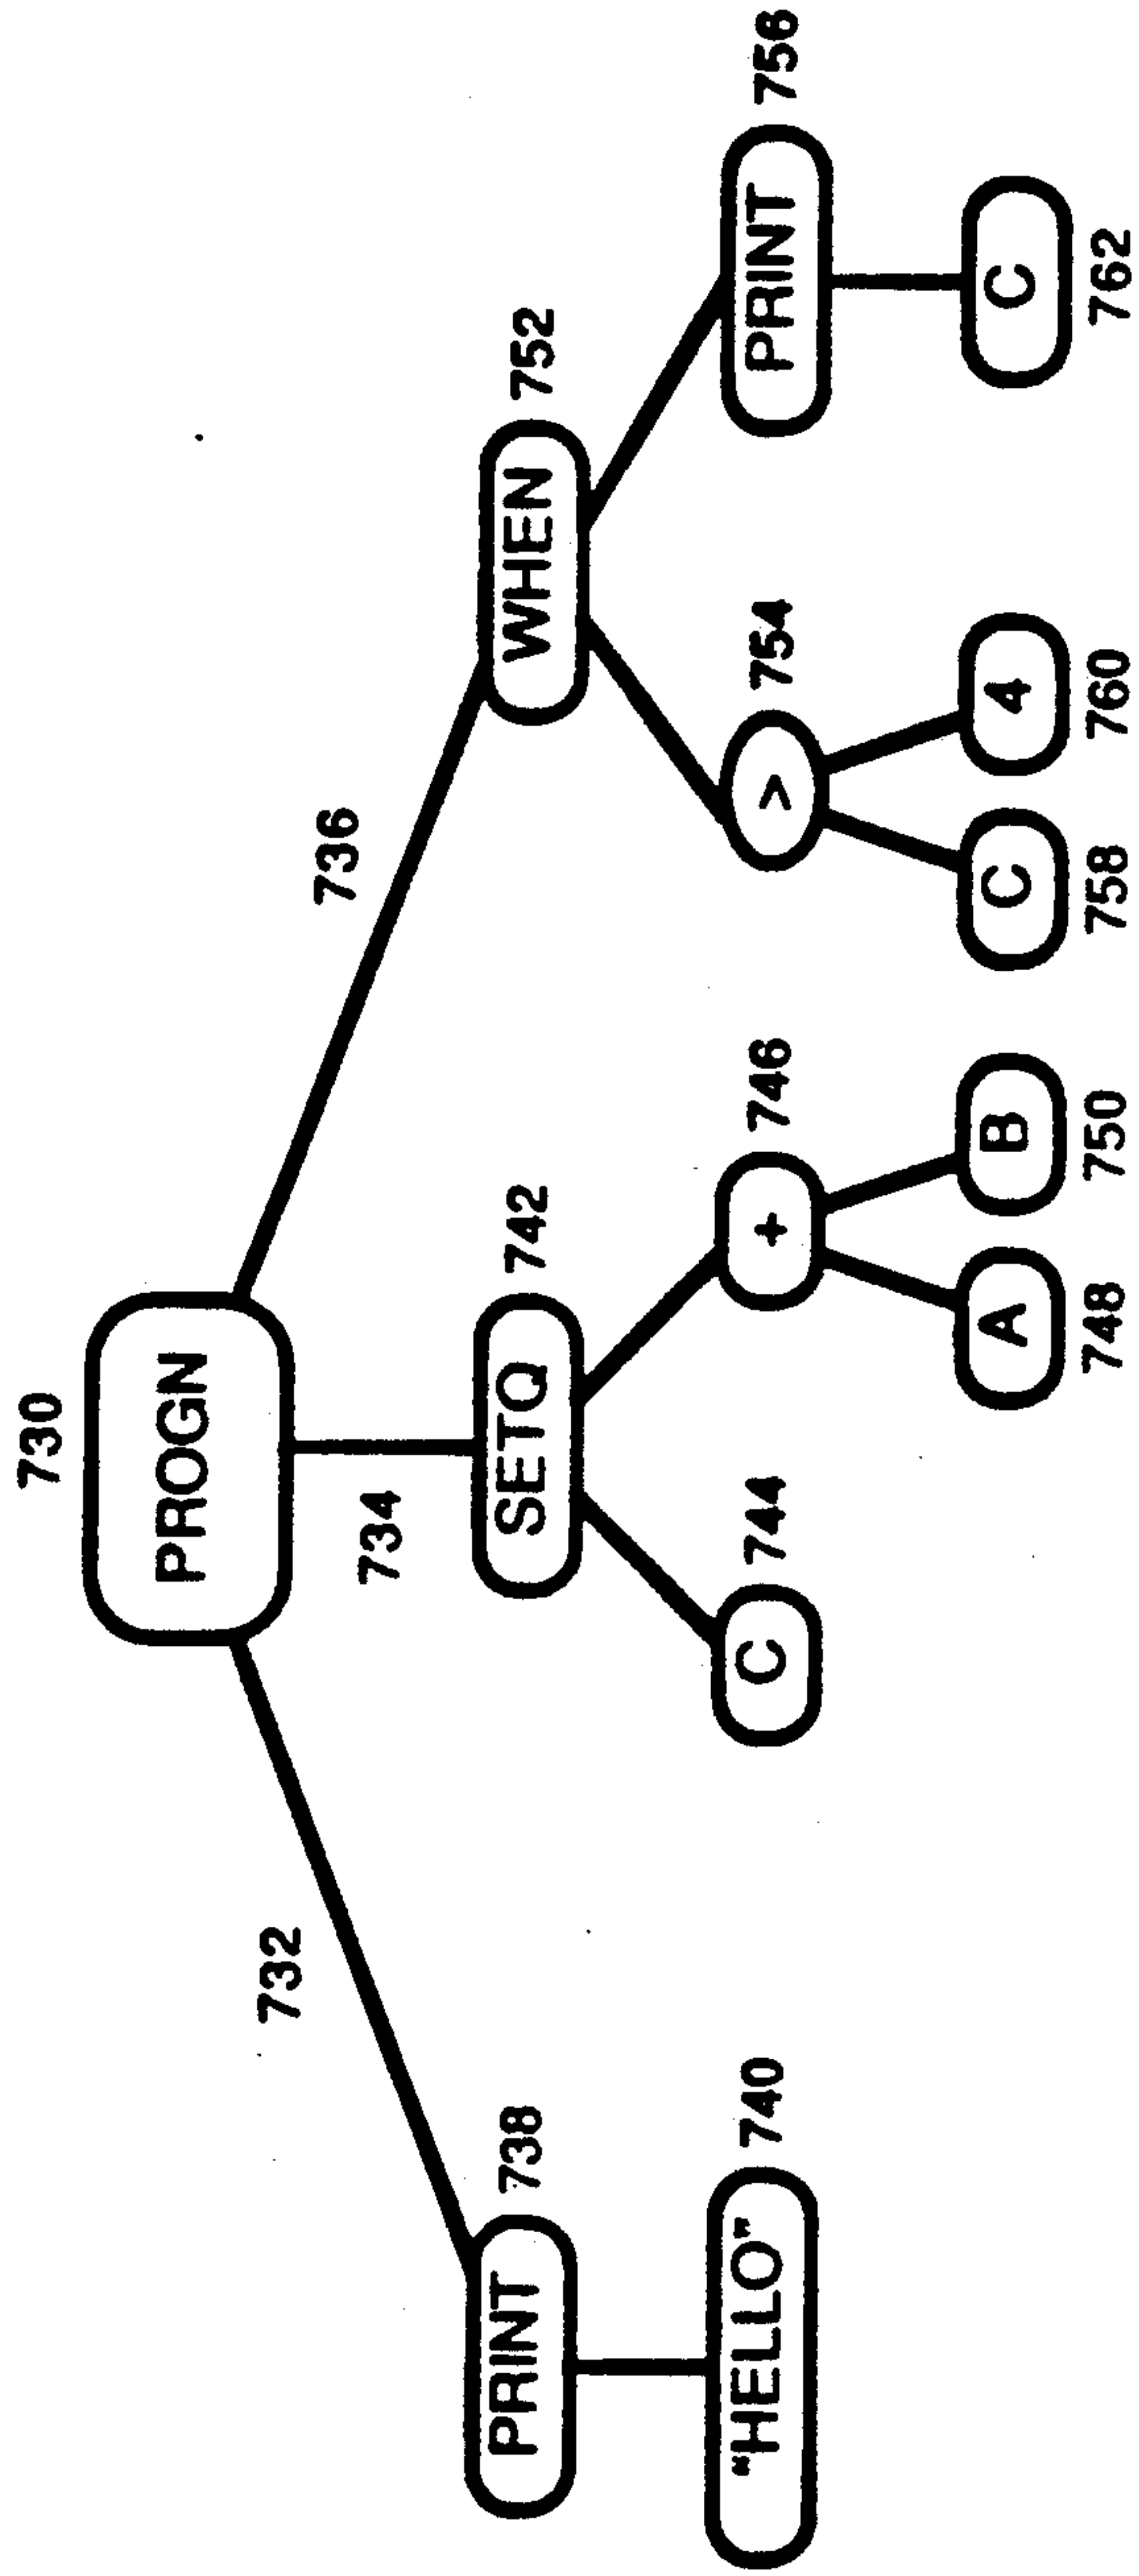 730
PROGN
732
734
736
PRINT 738
SETQ 742
WHEN 752
"HELLO" 740
C 744
+ 746
> 754
PRINT 756
A
B
C
4
C
748
750
758
760
762